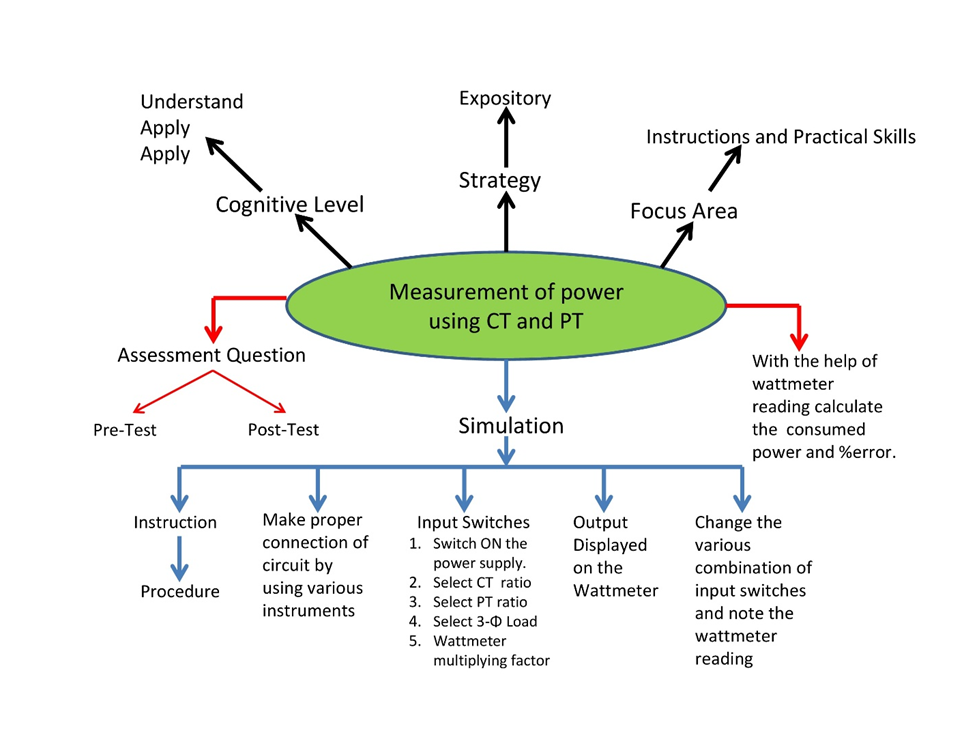 Understand
Apply
Apply
Cognitive Level
Expository
Strategy
Instructions and Practical Skills
Focus Area
Measurement of power
using CT and PT
Assessment Question
Pre-Test
Post-Test
With the help of
wattmeter
reading calculate
the consumed
power and %error.
Simulation
Instruction
Procedure
Make proper
connection of
circuit by
using various
instruments
Input Switches
1. Switch ON the
power supply.
2. Select CT ratio
3. Select PT ratio
4. Select 3-Φ Load
5. Wattmeter
multiplying factor
Output
Displayed
on the
Wattmeter
Change the
various
combination of
input switches
and note the
wattmeter
reading